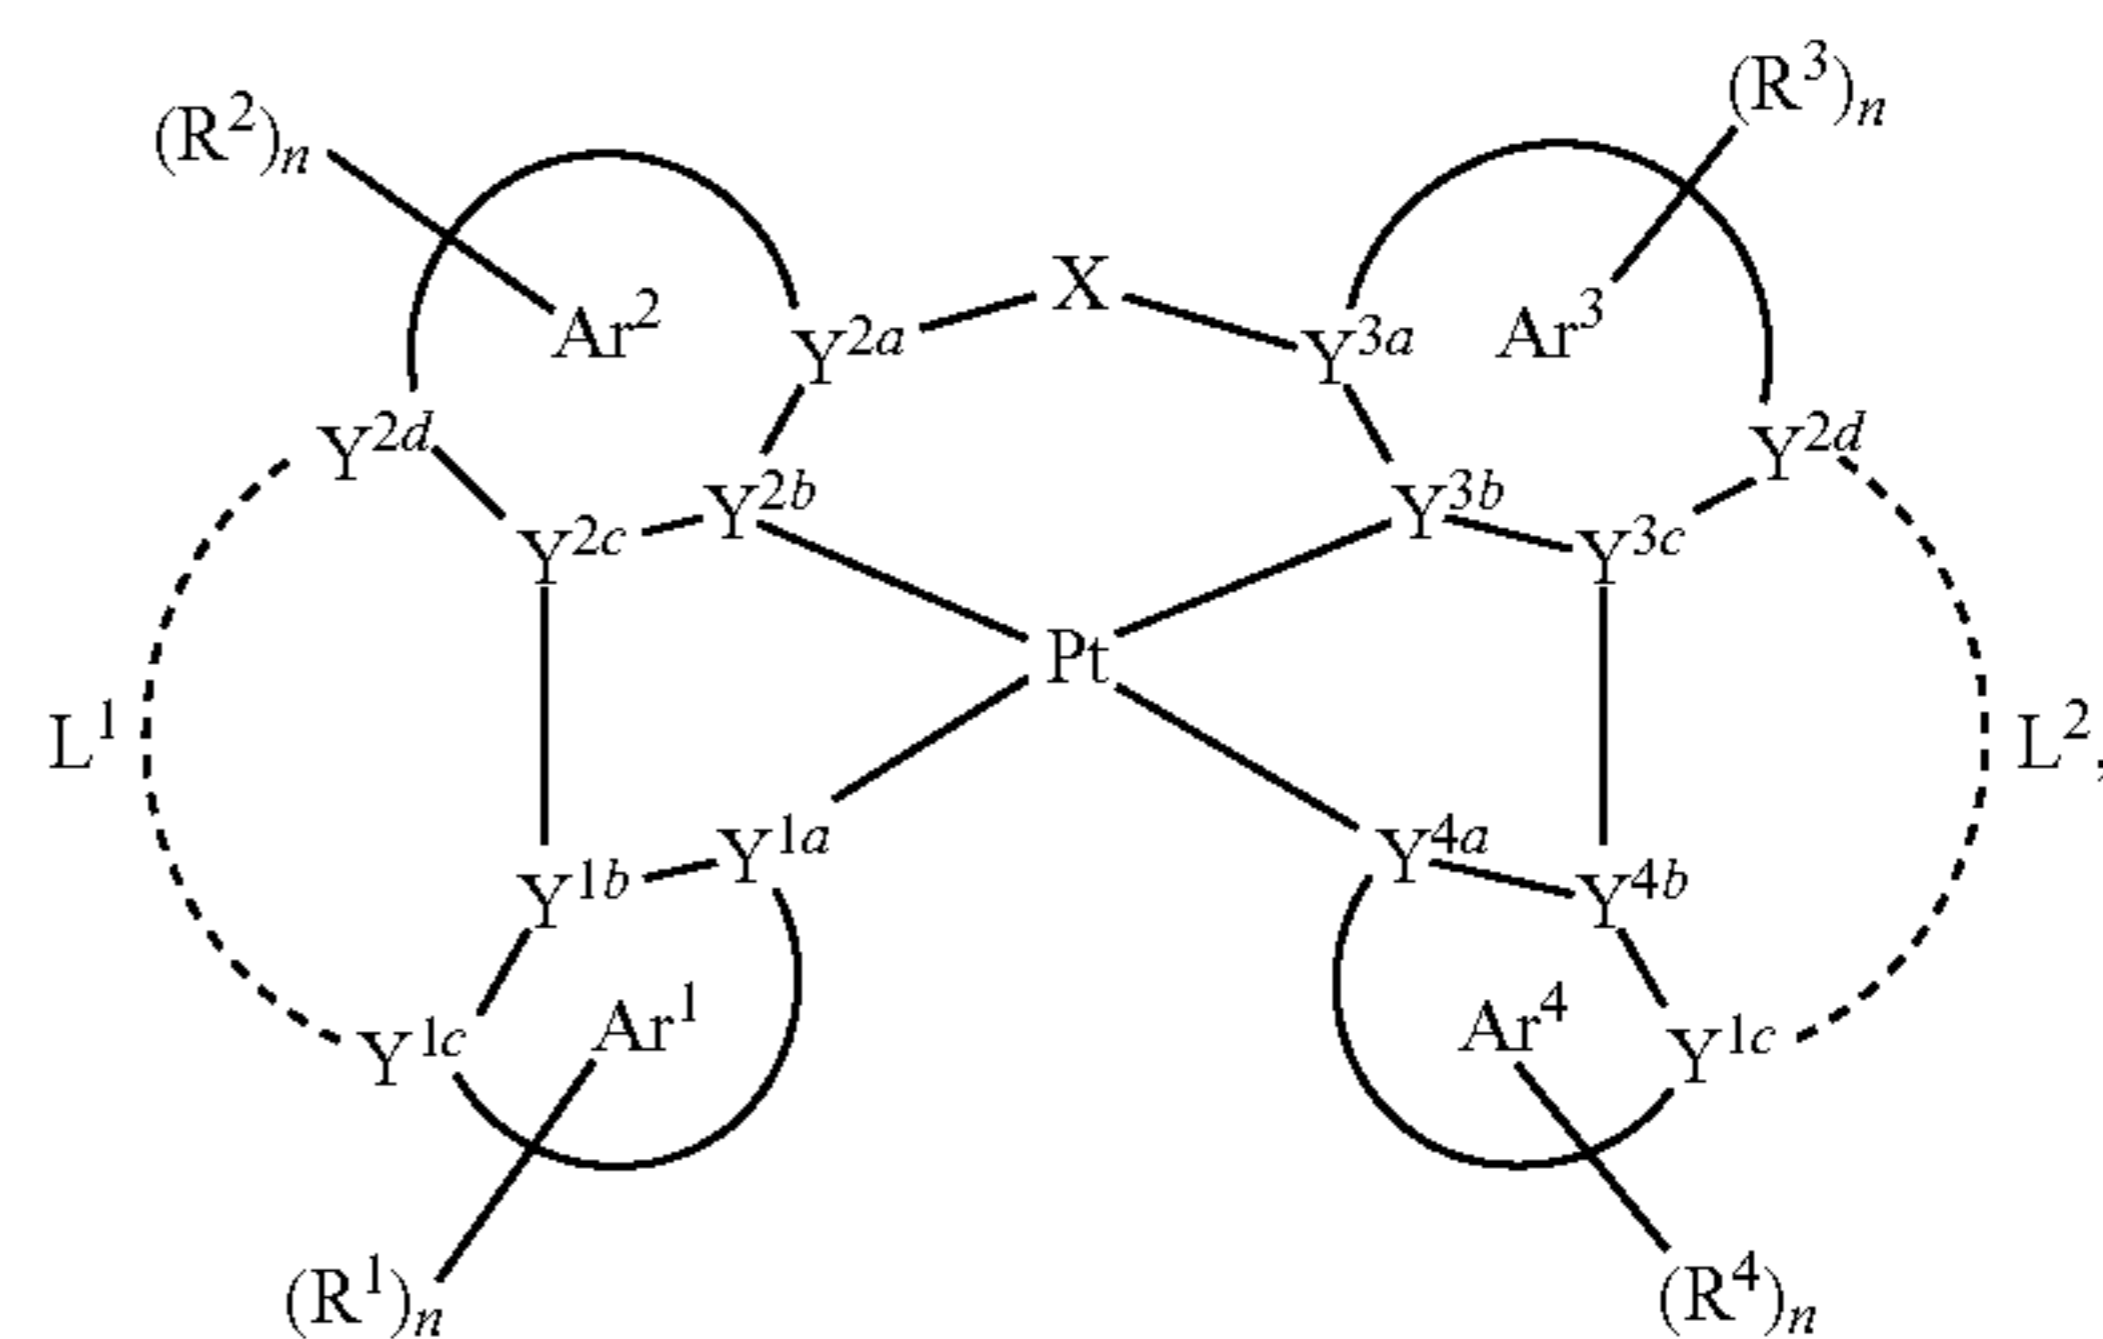 (R²)ₙ (R³)ₙ
X
Ar² Y²ᵃ Y³ᵃ Ar³
Y²ᵈ Y²ᵈ
Y²ᵇ Y³ᵇ
Y²ᶜ Y³ᶜ
Pt
L¹ L²,
Y¹ᵃ Y⁴ᵃ
Y¹ᵇ Y⁴ᵇ
Y¹ᶜ Ar¹ Ar⁴ Y¹ᶜ
(R¹)ₙ (R⁴)ₙ